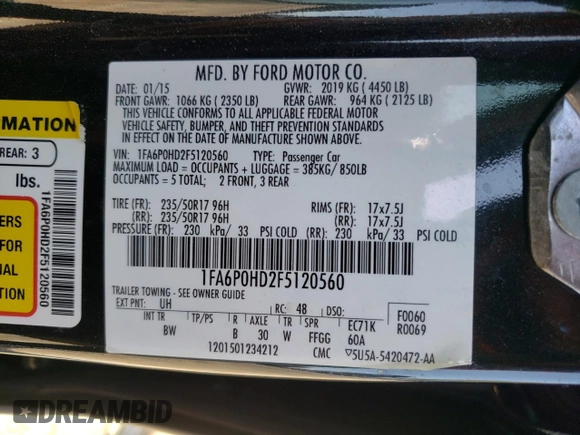 MFD. BY FORD MOTOR CO.
DATE: 01/15 GVWR: 2019 KG ( 4450 LB)
FRONT GAWR: 1066 KG ( 2350 LB) REAR GAWR: 964 KG ( 2125 LB)
THIS VEHICLE CONFORMS TO ALL APPLICABLE FEDERAL MOTOR
VEHICLE SAFETY, BUMPER, AND THEFT PREVENTION STANDARDS
IN EFFECT ON THE DATE OF MANUFACTURE SHOWN ABOVE.
VIN: 1FA6P0HD2F5120560 TYPE: Passenger Car
MAXIMUM LOAD = OCCUPANTS + LUGGAGE = 385KG/ 850LB
OCCUPANTS = 5 TOTAL; 2 FRONT, 3 REAR
TIRE (FR): 235/50R17 96H RIMS (FR): 17x7.5J
(RR): 235/50R17 96H (RR): 17x7.5J
PRESSURE (FR): 230 kPa/ 33 PSI COLD (RR): 230 kPa/ 33 PSI COLD
1FA6P0HD2F5120560
TRAILER TOWING - SEE OWNER GUIDE
EXT PNT: UH RC: 48 DSO: F0060
R0069
INT TR TP/PS R AXLE TR SPR EC71K
BW B 30 W FFGG 60A
1201501234212 CMC ▽5U5A-5420472-AA
RMATION
REAR: 3
lbs.
1FA6P0HD2F5120560
ERS
FOR
NAL
N
DREAMBID